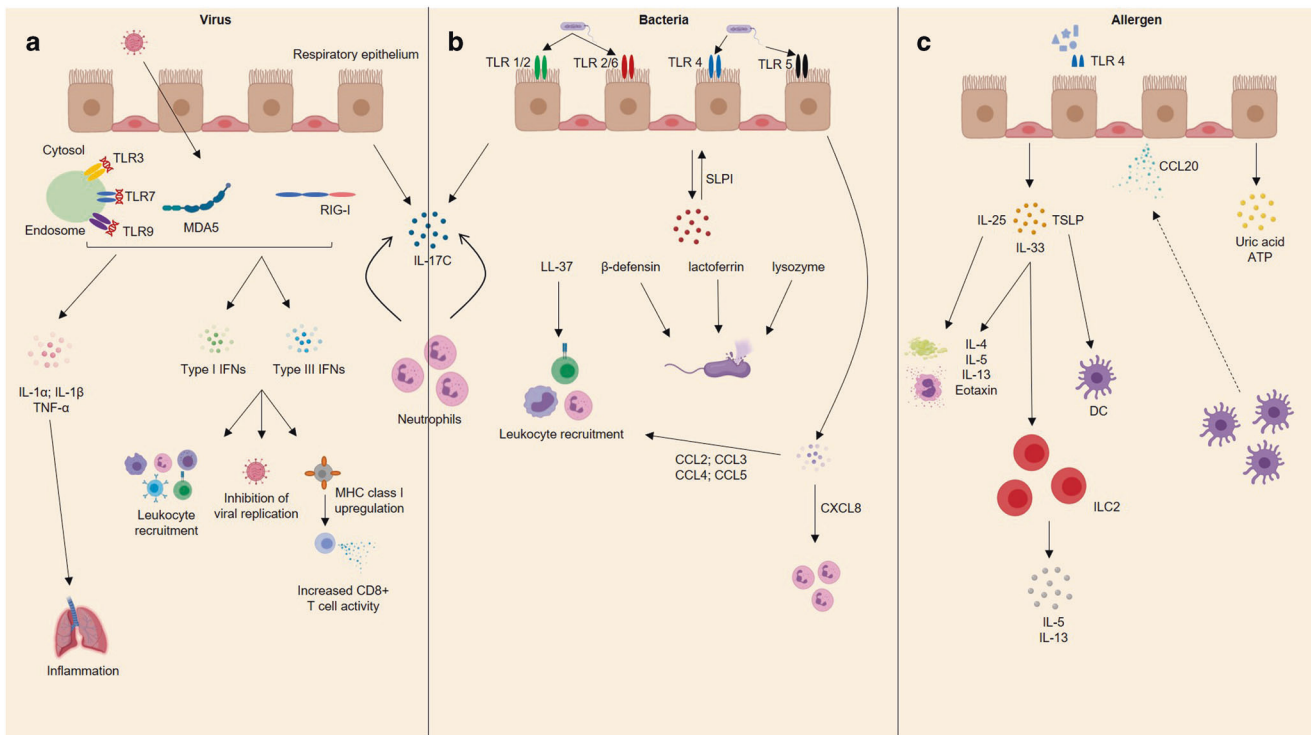 Virus
a
Respiratory epithelium
Cytosol
TLR3
TLR7
Endosome
TLR9
MDA5
RIG-I
IL-17C
IL-1α; IL-1β
TNF-α
Type I IFNs
Type III IFNs
Neutrophils
Leukocyte
recruitment
Inhibition of
viral replication
MHC class I
upregulation
Increased CD8+
T cell activity
Inflammation
Bacteria
b
TLR 1/2
TLR 2/6
TLR 4
TLR 5
SLPI
LL-37
β-defensin
lactoferrin
lysozyme
Leukocyte recruitment
CCL2; CCL3
CCL4; CCL5
CXCL8
Allergen
c
TLR 4
CCL20
IL-25
TSLP
IL-33
Uric acid
ATP
IL-4
IL-5
IL-13
Eotaxin
DC
ILC2
IL-5
IL-13